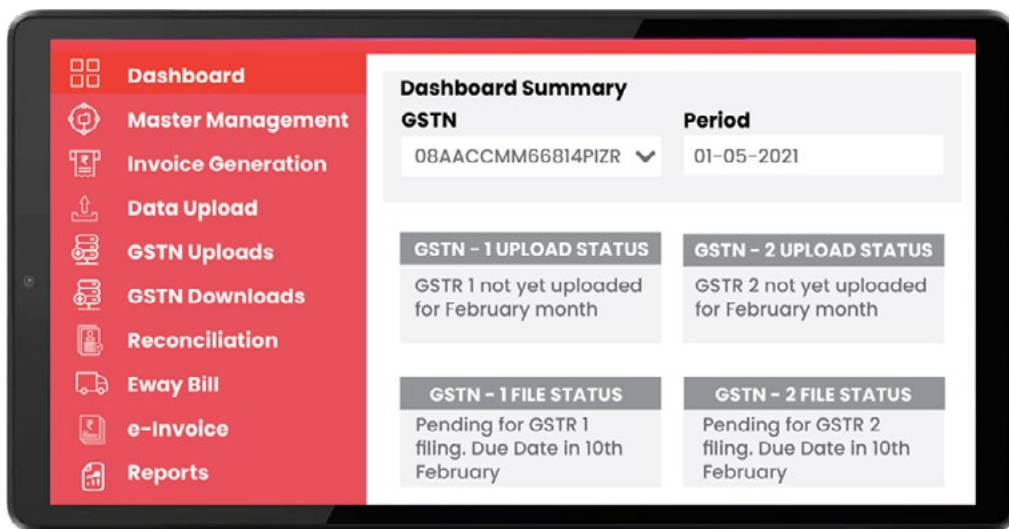 Dashboard
Master Management
Invoice Generation
Data Upload
GSTN Uploads
GSTN Downloads
Reconciliation
Eway Bill
e-Invoice
Reports
Dashboard Summary
GSTN
08AACCMM66814PIZR
Period
01-05-2021
GSTN - 1 UPLOAD STATUS
GSTR 1 not yet uploaded
for February month
GSTN - 2 UPLOAD STATUS
GSTR 2 not yet uploaded
for February month
GSTN - 1 FILE STATUS
Pending for GSTR 1
filing. Due Date in 10th
February
GSTN - 2 FILE STATUS
Pending for GSTR 2
filing. Due Date in 10th
February